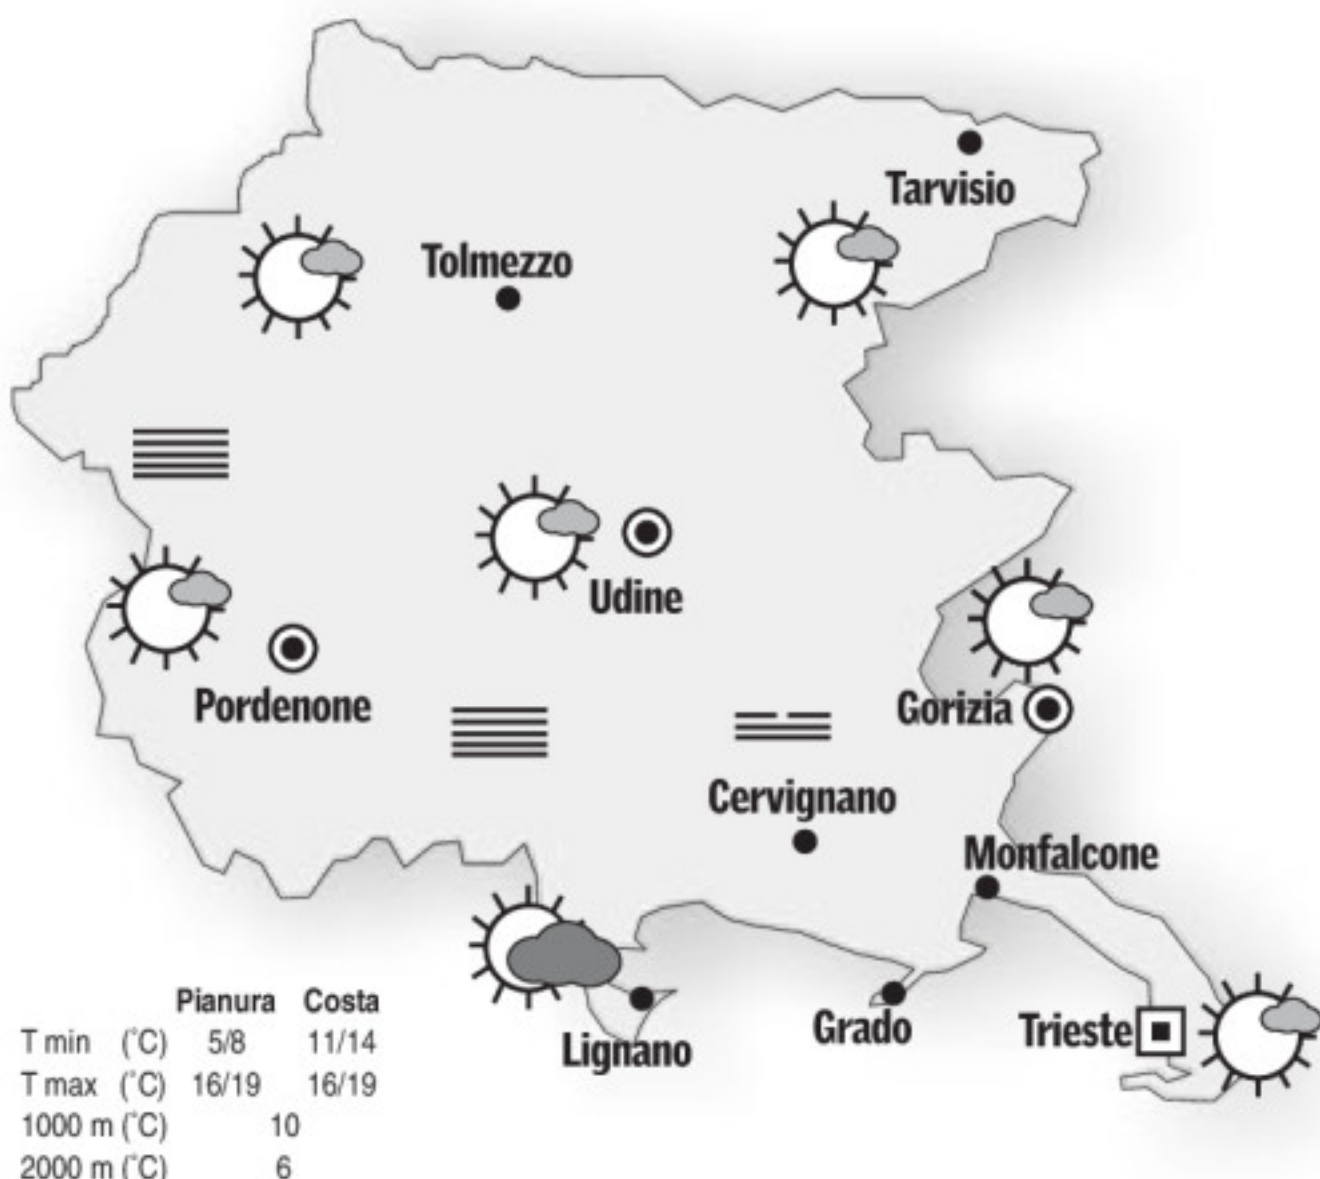 Tarvisio
Tolmezzo
Udine
Pordenone
Gorizia
Cervignano
Monfalcone
Grado
Trieste
Lignano
Pianura Costa
T min (°C) 5/8 11/14
T max (°C) 16/19 16/19
1000 m (°C) 10
2000 m (°C) 6